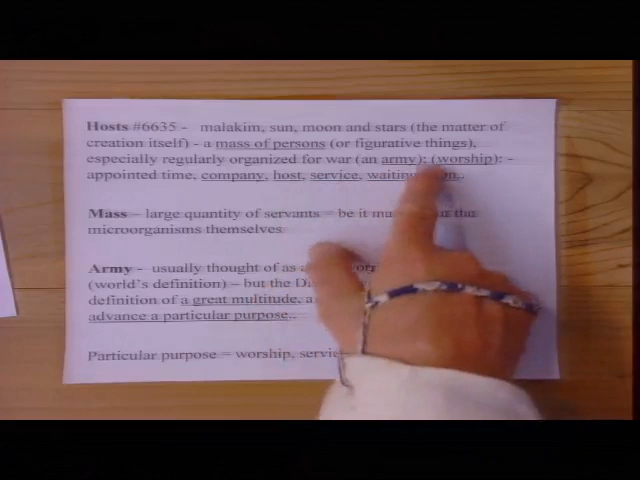 Hosts #6635 - malakim, sun, moon and stars (the matter of
creation itself) - a mass of persons (or figurative things),
especially regularly organized for war (an army): (worship): -
appointed time, company, host, service,
Mass – large quantity of servants = be it
microorganisms themselves
Army - usually thought of as
(world's definition) – but the
definition of a great multitude, a
advance a particular purpose..
Particular purpose = worship,